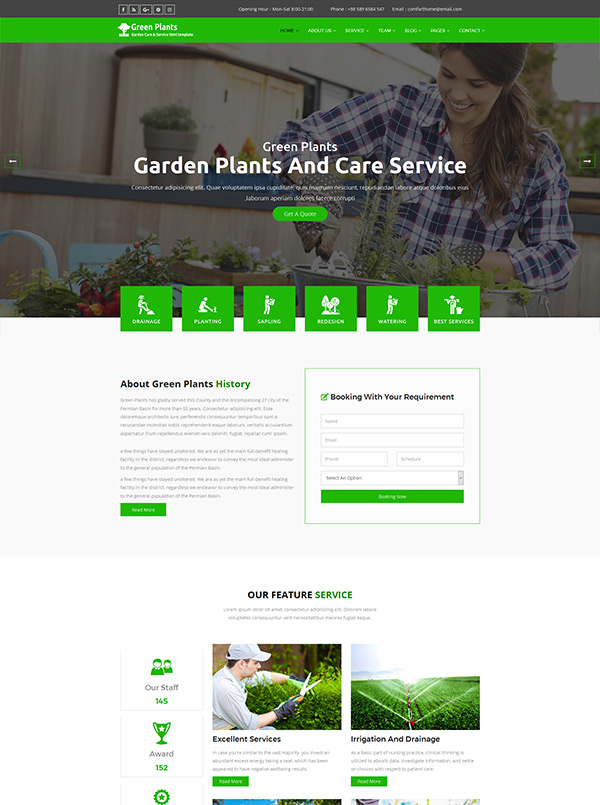 Opening Hour : Mon-Sat 8:00-21:00 Phone : +93 589 6584 547 Email : comforthome@email.com
Green Plants
Garden Care & Service html template
HOME ABOUT US SERVICE TEAM BLOG PAGES CONTACT
Green Plants
Garden Plants And Care Service
Consectetur adipisicing elit. Quae voluptatem ipsa cupiditate, quis magnam nesciunt, repudiandae labore atque doloribus eius
,laborum aperiam dolores facere corrupti
Get A Quote
DRAINAGE PLANTING SAPLING REDESIGN WATERING BEST SERVICES
About Green Plants History
Green Plants has gladly served this County and the encompassing 27 city of the
Permian Basin for more than 55 years. Consectetur adipisicing elit. Esse
doloremque architecto iure, perferendis consequuntur temporibus sunt a
recusandae molestias nobis reprehenderit eaque laborum, veritatis accusantium
aspernatur illum repellendus eveniet vero deleniti, fugiat, repellat cum! Ipsam.
a few things have stayed unaltered. We are as yet the main full-benefit healing
facility in the district, regardless we endeavor to convey the most ideal administer
to the general population of the Permian Basin.
A few things have stayed unaltered. We are as yet the main full-benefit healing
facility in the district, regardless we endeavor to convey the most ideal administer
to the general population of the Permian Basin.
Read More
Booking With Your Requirement
Name
Email
Phone Schedule
Select An Option
Booking Now
OUR FEATURE SERVICE
Lorem ipsum dolor sit amet, consectetur adipisicing elit. Dolorem
voluptates consequuntur velit necessitatibus maiores fugiat eaque.
Our Staff
145
Award
152
Excellent Services
In case you're similar to the vast majority, you invest an
abundant excess energy taking a seat, which has been
appeared to have negative wellbeing results.
Read More
Irrigation And Drainage
As a basic part of nursing practice, clinical thinking is
utilized to absorb data, investigate information, and settle
on choices with respect to patient care.
Read More